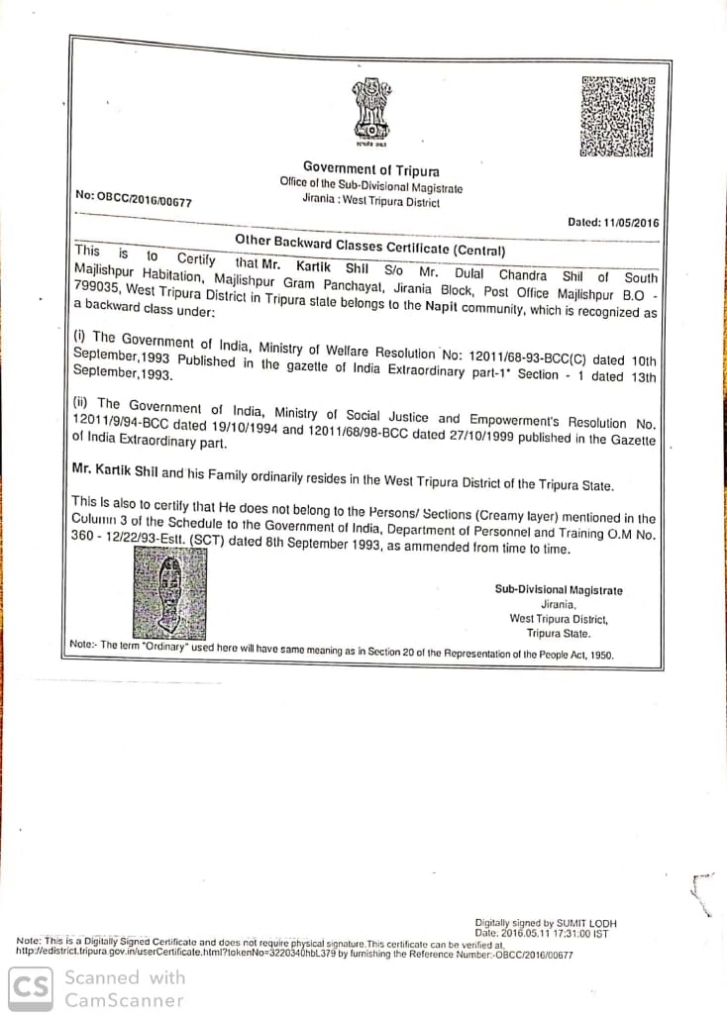 Government of Tripura
Office of the Sub-Divisional Magistrate
Jirania : West Tripura District
No: OBCC/2016/00677
Dated: 11/05/2016
Other Backward Classes Certificate (Central)
This is to Certify that Mr. Kartik Shil S/o Mr. Dulal Chandra Shil of South
Majlishpur Habitation, Majlishpur Gram Panchayat, Jirania Block, Post Office Majlishpur B.O -
799035, West Tripura District in Tripura state belongs to the Napit community, which is recognized as
a backward class under:
(i) The Government of India, Ministry of Welfare Resolution No: 12011/68-93-BCC(C) dated 10th
September,1993 Published in the gazette of India Extraordinary part-1* Section - 1 dated 13th
September,1993.
(ii) The Government of India, Ministry of Social Justice and Empowerment's Resolution No.
12011/9/94-BCC dated 19/10/1994 and 12011/68/98-BCC dated 27/10/1999 published in the Gazette
of India Extraordinary part.
Mr. Kartik Shil and his Family ordinarily resides in the West Tripura District of the Tripura State.
This Is also to certify that He does not belong to the Persons/ Sections (Creamy layer) mentioned in the
Column 3 of the Schedule to the Government of India, Department of Personnel and Training O.M No.
360 - 12/22/93-Estt. (SCT) dated 8th September 1993, as ammended from time to time.
Sub-Divisional Magistrate
Jirania,
West Tripura District,
Tripura State.
Note:- The term "Ordinary" used here will have same meaning as in Section 20 of the Representation of the People Act, 1950.
Digitally signed by SUMIT LODH
Date: 2016.05.11 17:31:00 IST
Note: This is a Digitally Signed Certificate and does not require physical signature.This certificate can be verified at
http://edistrict.tripura.gov.in/userCertificate.html?tokenNo=3220340hbL379 by furnishing the Reference Number:-OBCC/2016/00677
CS Scanned with
CamScanner